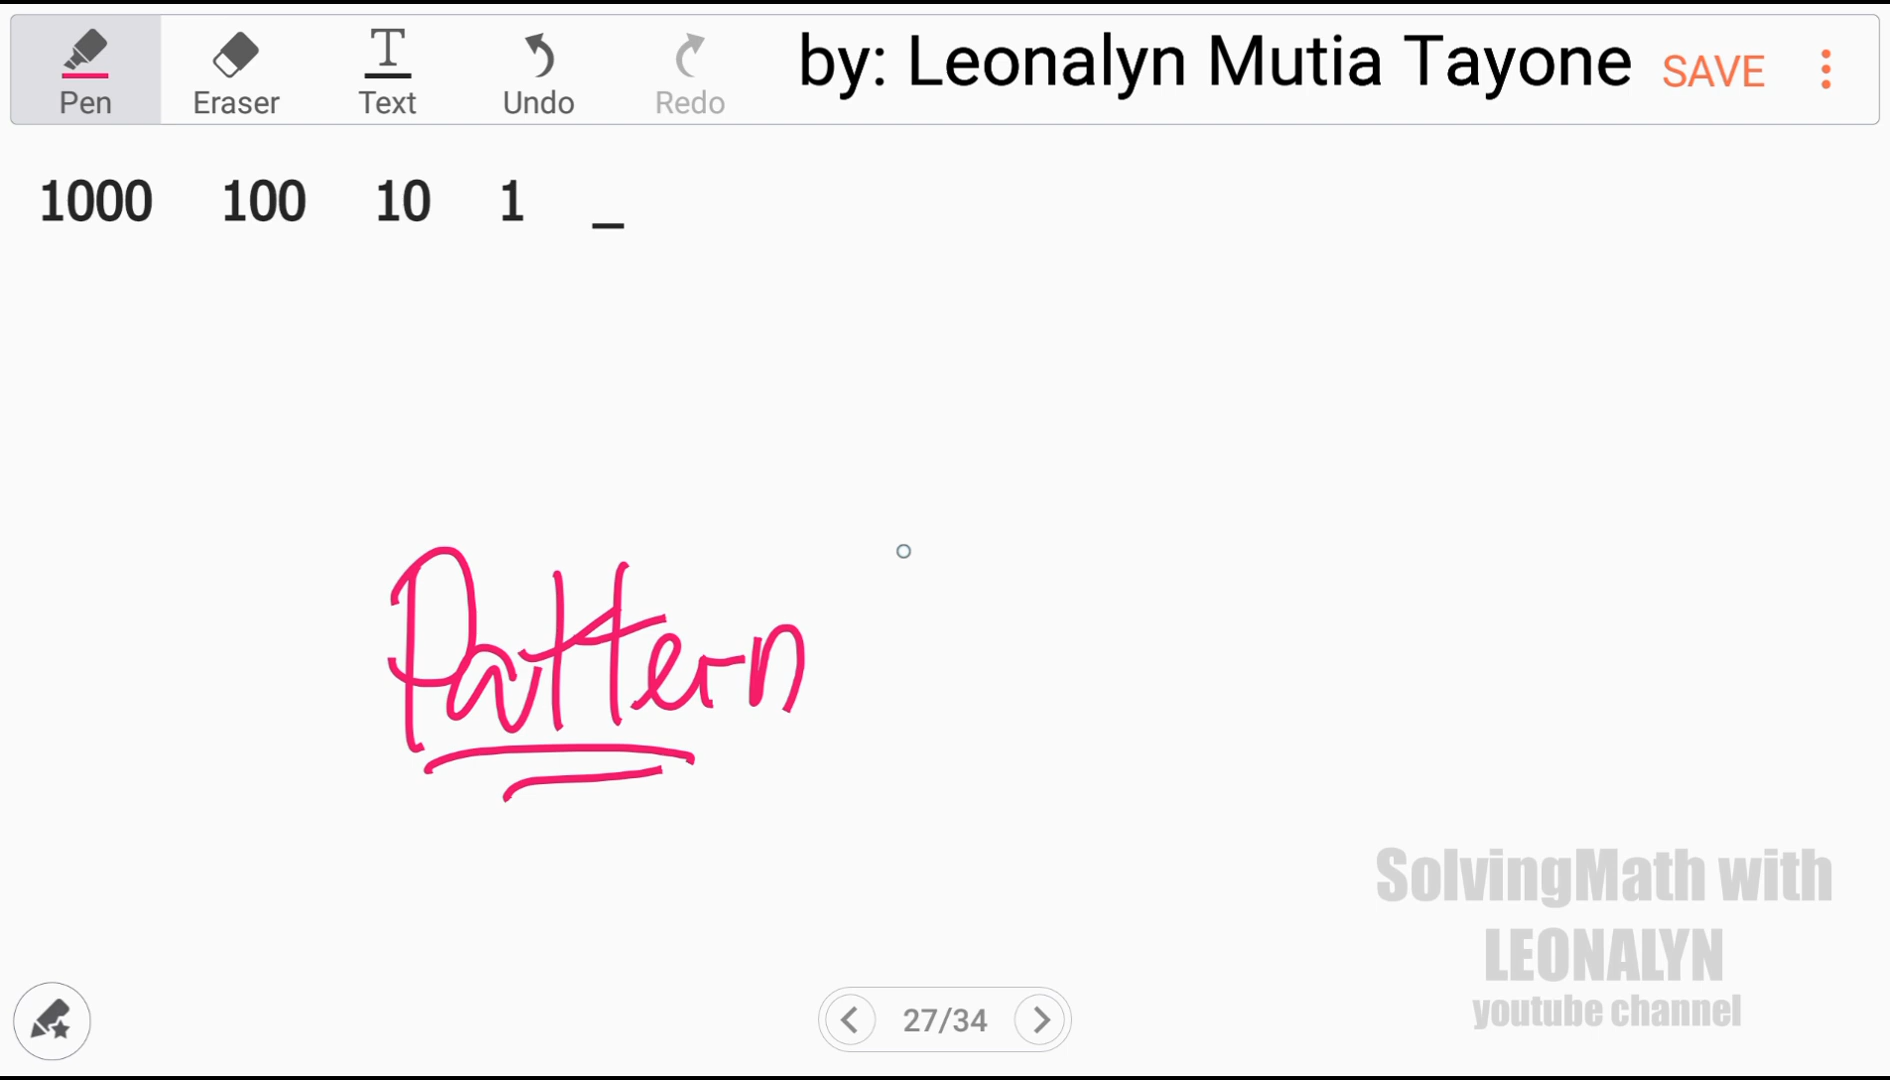 by: Leonalyn Mutia Tayone SAVE
Pen Eraser Text Undo Redo
1000 100 10 1 _
Pattern
SolvingMath with
LEONALYN
youtube channel
27/34